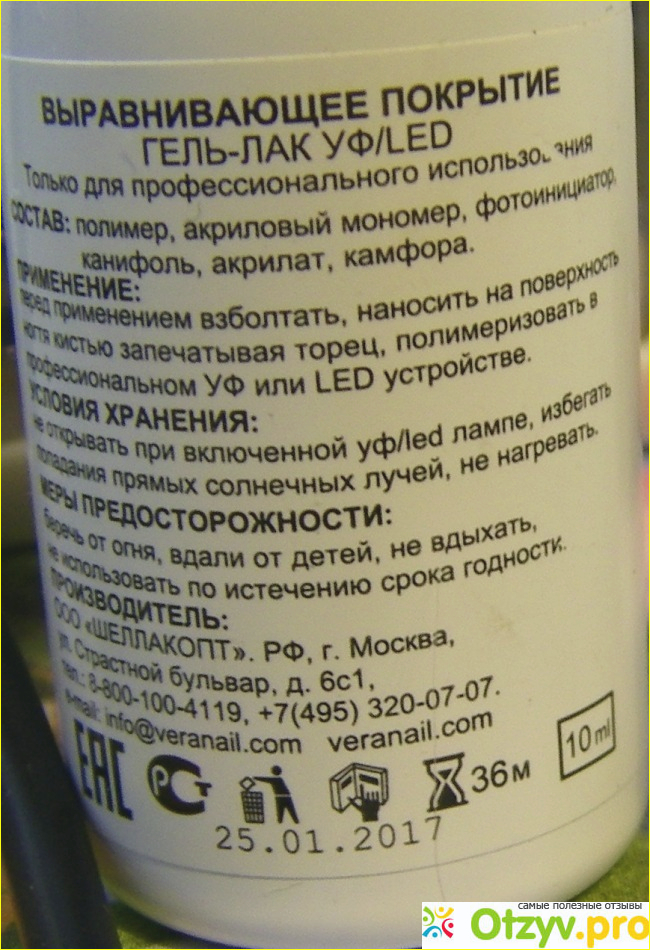 ВЫРАВНИВАЮЩЕЕ ПОКРЫТИЕ
ГЕЛЬ-ЛАК УФ/LED
Только для профессионального использования
СОСТАВ: полимер, акриловый мономер, фотоинициатор,
канифоль, акрилат, камфора.
ПРИМЕНЕНИЕ:
перед применением взболтать, наносить на поверхность
ногтя кистью запечатывая торец, полимеризовать в
профессиональном УФ или LED устройстве.
УСЛОВИЯ ХРАНЕНИЯ:
не открывать при включенной уф/led лампе, избегать
попадания прямых солнечных лучей, не нагревать.
МЕРЫ ПРЕДОСТОРОЖНОСТИ:
беречь от огня, вдали от детей, не вдыхать,
не использовать по истечению срока годности.
ПРОИЗВОДИТЕЛЬ:
ООО «ШЕЛЛАКОПТ». РФ, г. Москва,
ул. Страстной бульвар, д. 6с1,
тел.: 8-800-100-4119, +7(495) 320-07-07.
e-mail: info@veranail.com veranail.com
EAC РСТ 36м 10ml
25.01.2017
самые полезные отзывы
Otzyv.pro